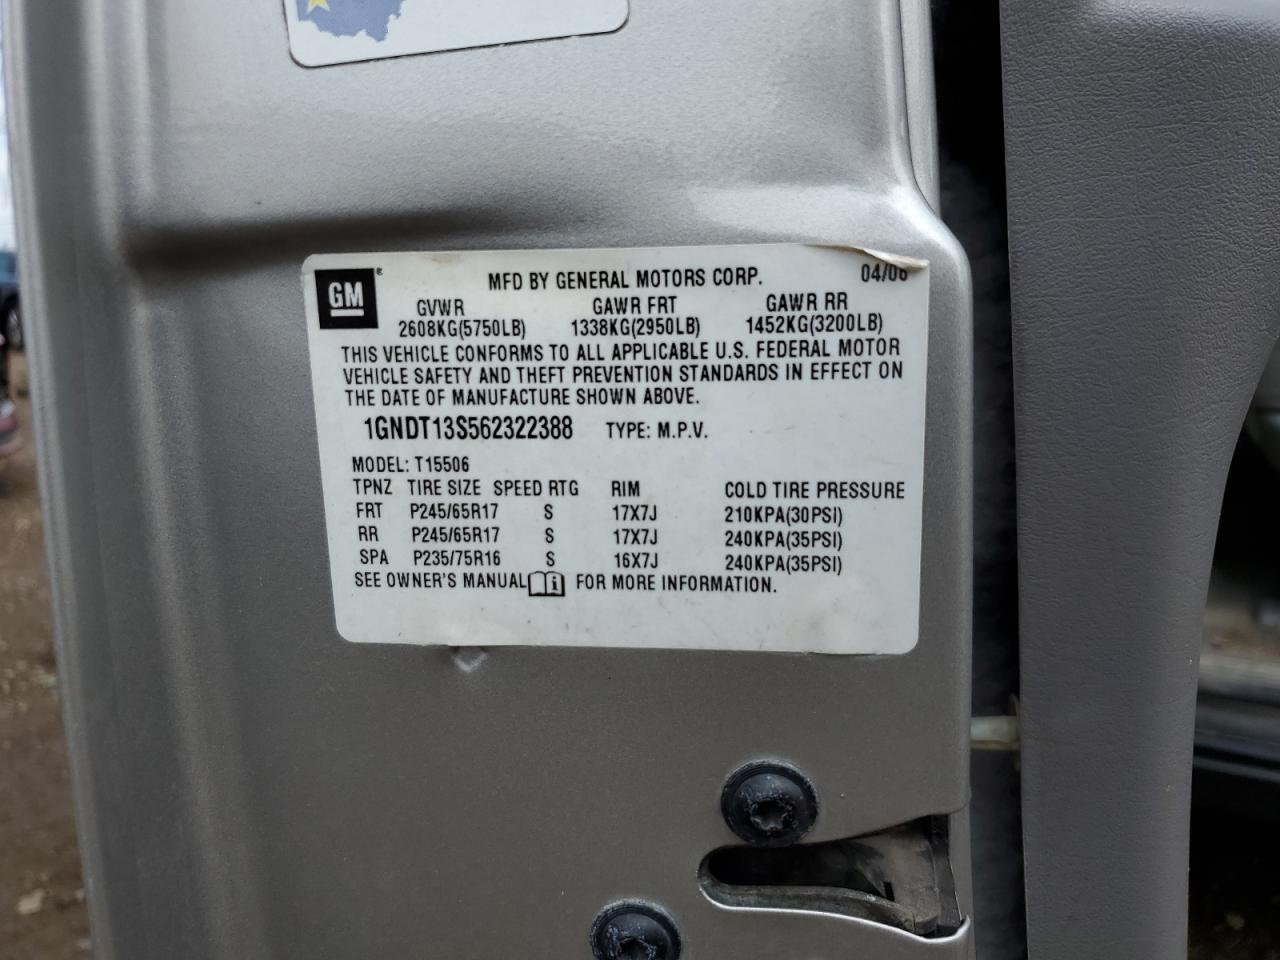 GM®
MFD BY GENERAL MOTORS CORP. 04/06
GVWR GAWR FRT GAWR RR
2608KG(5750LB) 1338KG(2950LB) 1452KG(3200LB)
THIS VEHICLE CONFORMS TO ALL APPLICABLE U.S. FEDERAL MOTOR
VEHICLE SAFETY AND THEFT PREVENTION STANDARDS IN EFFECT ON
THE DATE OF MANUFACTURE SHOWN ABOVE.
1GNDT13S562322388 TYPE: M.P.V.
MODEL: T15506
TPNZ TIRE SIZE SPEED RTG RIM COLD TIRE PRESSURE
FRT P245/65R17 S 17X7J 210KPA(30PSI)
RR P245/65R17 S 17X7J 240KPA(35PSI)
SPA P235/75R16 S 16X7J 240KPA(35PSI)
SEE OWNER'S MANUAL i FOR MORE INFORMATION.